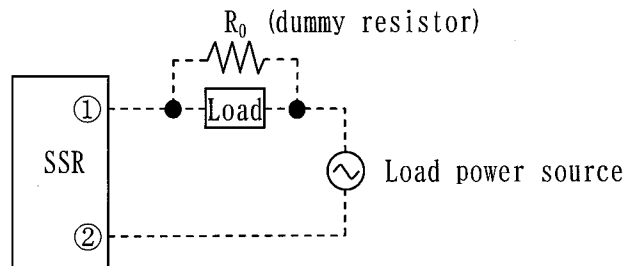 R₀ (dummy resistor)
① Load
SSR
Load power source
②